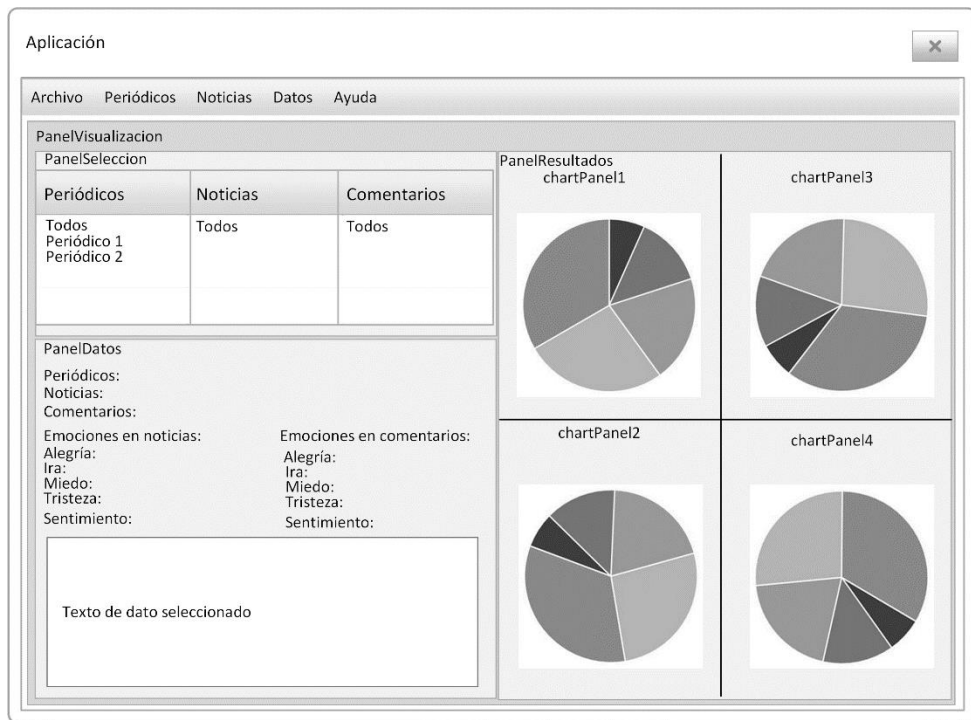 Aplicación
Archivo Periódicos Noticias Datos Ayuda
PanelVisualizacion
PanelSeleccion
Periódicos Noticias Comentarios
Todos Todos Todos
Periódico 1
Periódico 2
PanelDatos
Periódicos:
Noticias:
Comentarios:
Emociones en noticias: Emociones en comentarios:
Alegría: Alegría:
Ira: Ira:
Miedo: Miedo:
Tristeza: Tristeza:
Sentimiento: Sentimiento:
Texto de dato seleccionado
PanelResultados
chartPanel1 chartPanel3
chartPanel2 chartPanel4